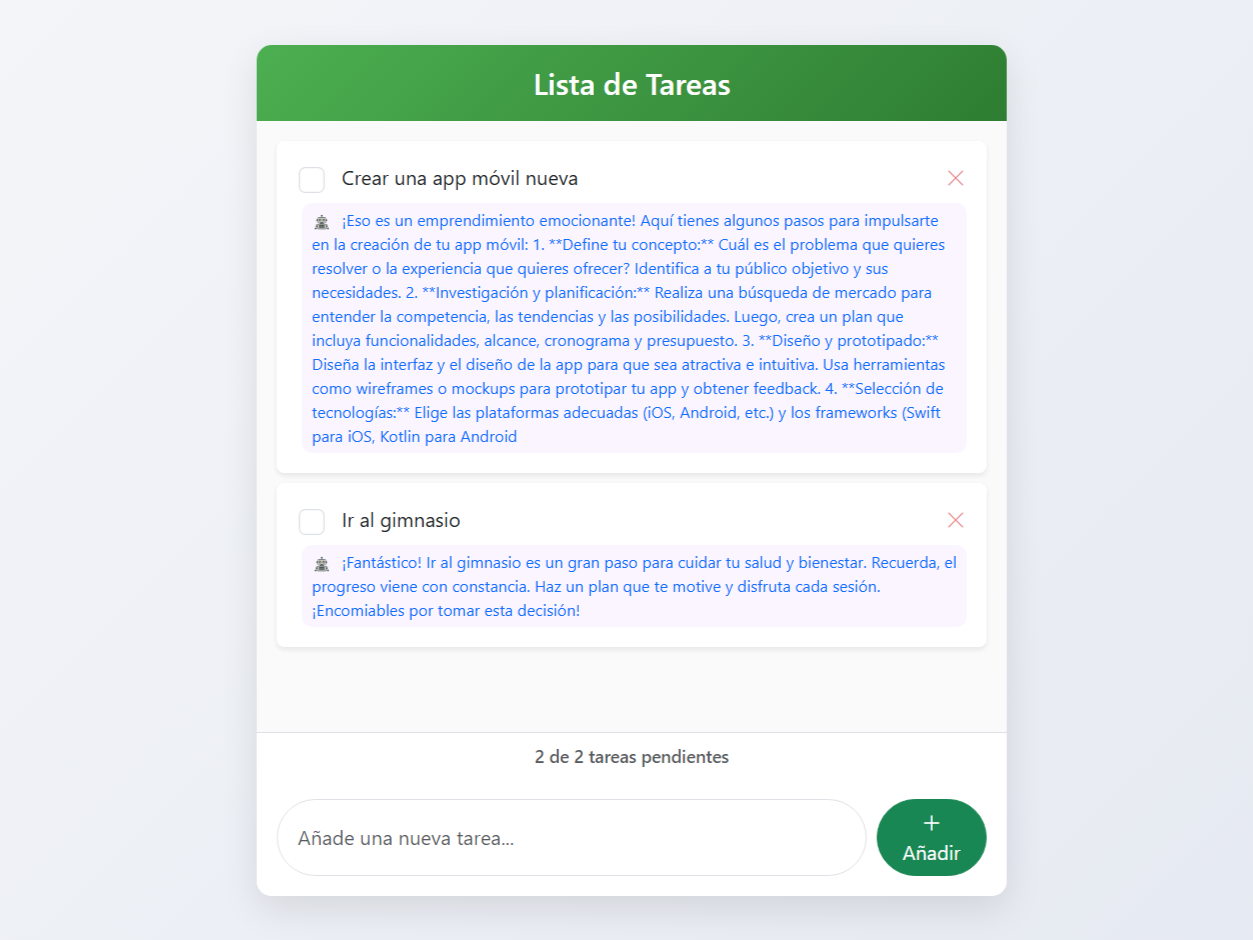 Lista de Tareas
Crear una app móvil nueva
¡Eso es un emprendimiento emocionante! Aquí tienes algunos pasos para impulsarte
en la creación de tu app móvil: 1. **Define tu concepto:** Cuál es el problema que quieres
resolver o la experiencia que quieres ofrecer? Identifica a tu público objetivo y sus
necesidades. 2. **Investigación y planificación:** Realiza una búsqueda de mercado para
entender la competencia, las tendencias y las posibilidades. Luego, crea un plan que
incluya funcionalidades, alcance, cronograma y presupuesto. 3. **Diseño y prototipado:**
Diseña la interfaz y el diseño de la app para que sea atractiva e intuitiva. Usa herramientas
como wireframes o mockups para prototipar tu app y obtener feedback. 4. **Selección de
tecnologías:** Elige las plataformas adecuadas (iOS, Android, etc.) y los frameworks (Swift
para iOS, Kotlin para Android
Ir al gimnasio
¡Fantástico! Ir al gimnasio es un gran paso para cuidar tu salud y bienestar. Recuerda, el
progreso viene con constancia. Haz un plan que te motive y disfruta cada sesión.
¡Encomiables por tomar esta decisión!
2 de 2 tareas pendientes
Añade una nueva tarea...
+
Añadir